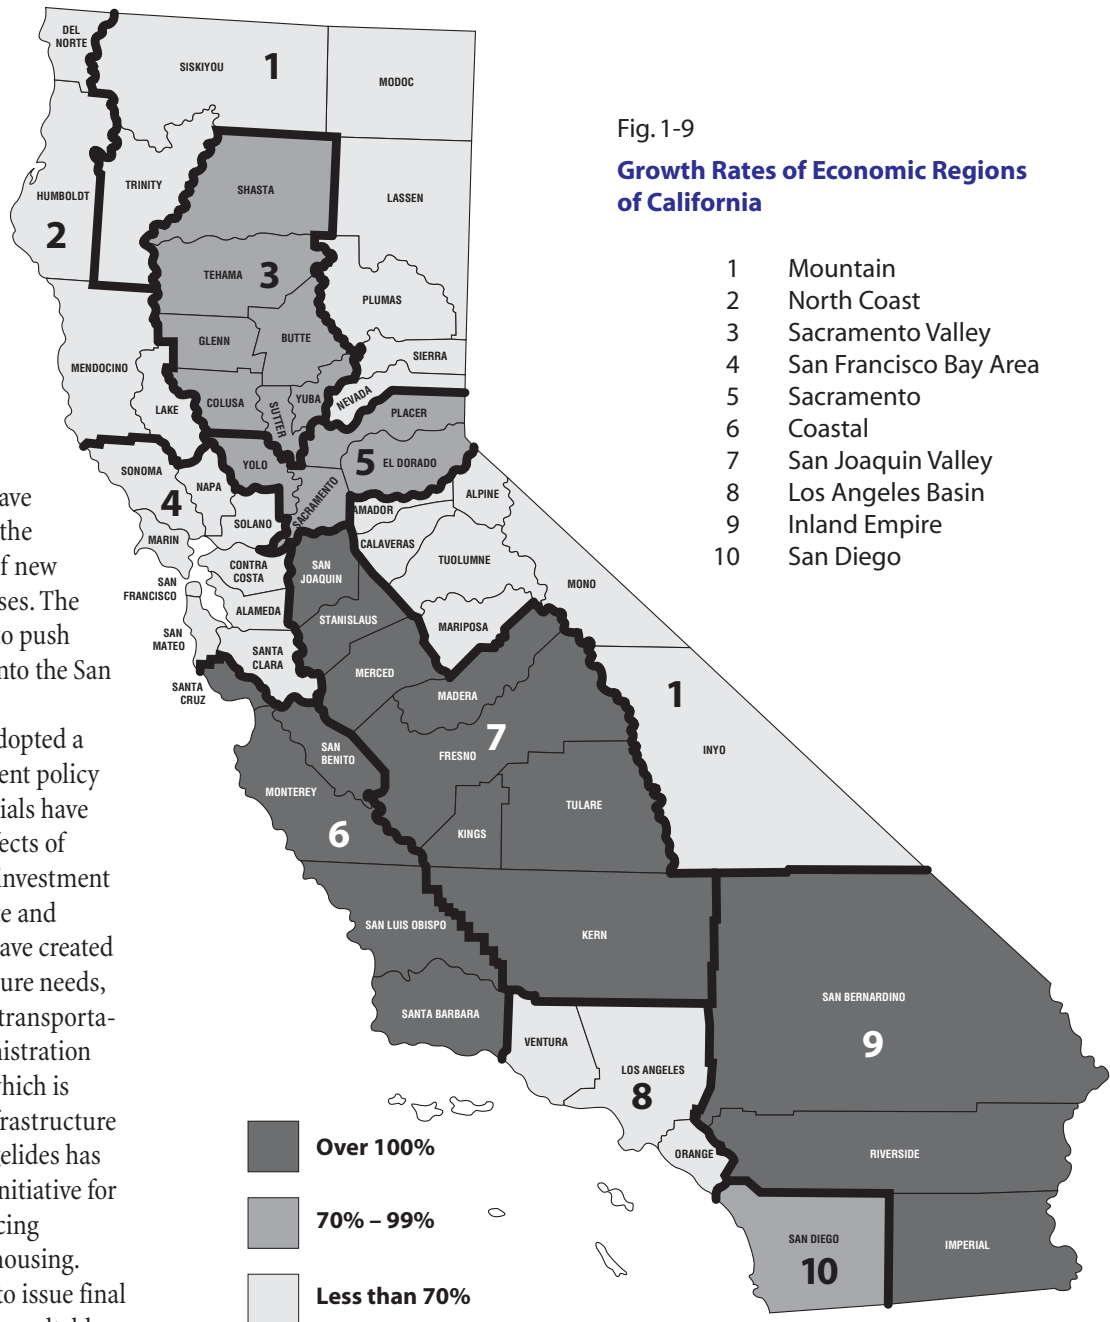 Fig. 1-9
Growth Rates of Economic Regions
of California
1 Mountain
2 North Coast
3 Sacramento Valley
4 San Francisco Bay Area
5 Sacramento
6 Coastal
7 San Joaquin Valley
8 Los Angeles Basin
9 Inland Empire
10 San Diego
DEL
NORTE
SISKIYOU
1
MODOC
HUMBOLDT
2
TRINITY
SHASTA
LASSEN
TEHAMA
3
PLUMAS
GLENN
BUTTE
SIERRA
MENDOCINO
LAKE
COLUSA
SUTTER
YUBA
NEVADA
PLACER
YOLO
5
EL DORADO
SONOMA
4
NAPA
SACRAMENTO
SOLANO
AMADOR
ALPINE
MARIN
CALAVERAS
TUOLUMNE
CONTRA
COSTA
SAN
JOAQUIN
MONO
SAN
FRANCISCO
ALAMEDA
STANISLAUS
MARIPOSA
SAN
MATEO
SANTA
CLARA
MERCED
SANTA
CRUZ
MADERA
1
7
FRESNO
INYO
SAN
BENITO
MONTEREY
6
KINGS
TULARE
SAN LUIS OBISPO
KERN
SANTA BARBARA
SAN BERNARDINO
9
VENTURA
LOS ANGELES
8
ORANGE
RIVERSIDE
SAN DIEGO
10
IMPERIAL
Over 100%
70% – 99%
Less than 70%
ave
the
f new
ses. The
to push
nto the San
dopted a
ent policy
ials have
fects of
investment
e and
ave created
ure needs,
transporta-
nistration
which is
frastructure
gelides has
nitiative for
cing
housing.
to issue final